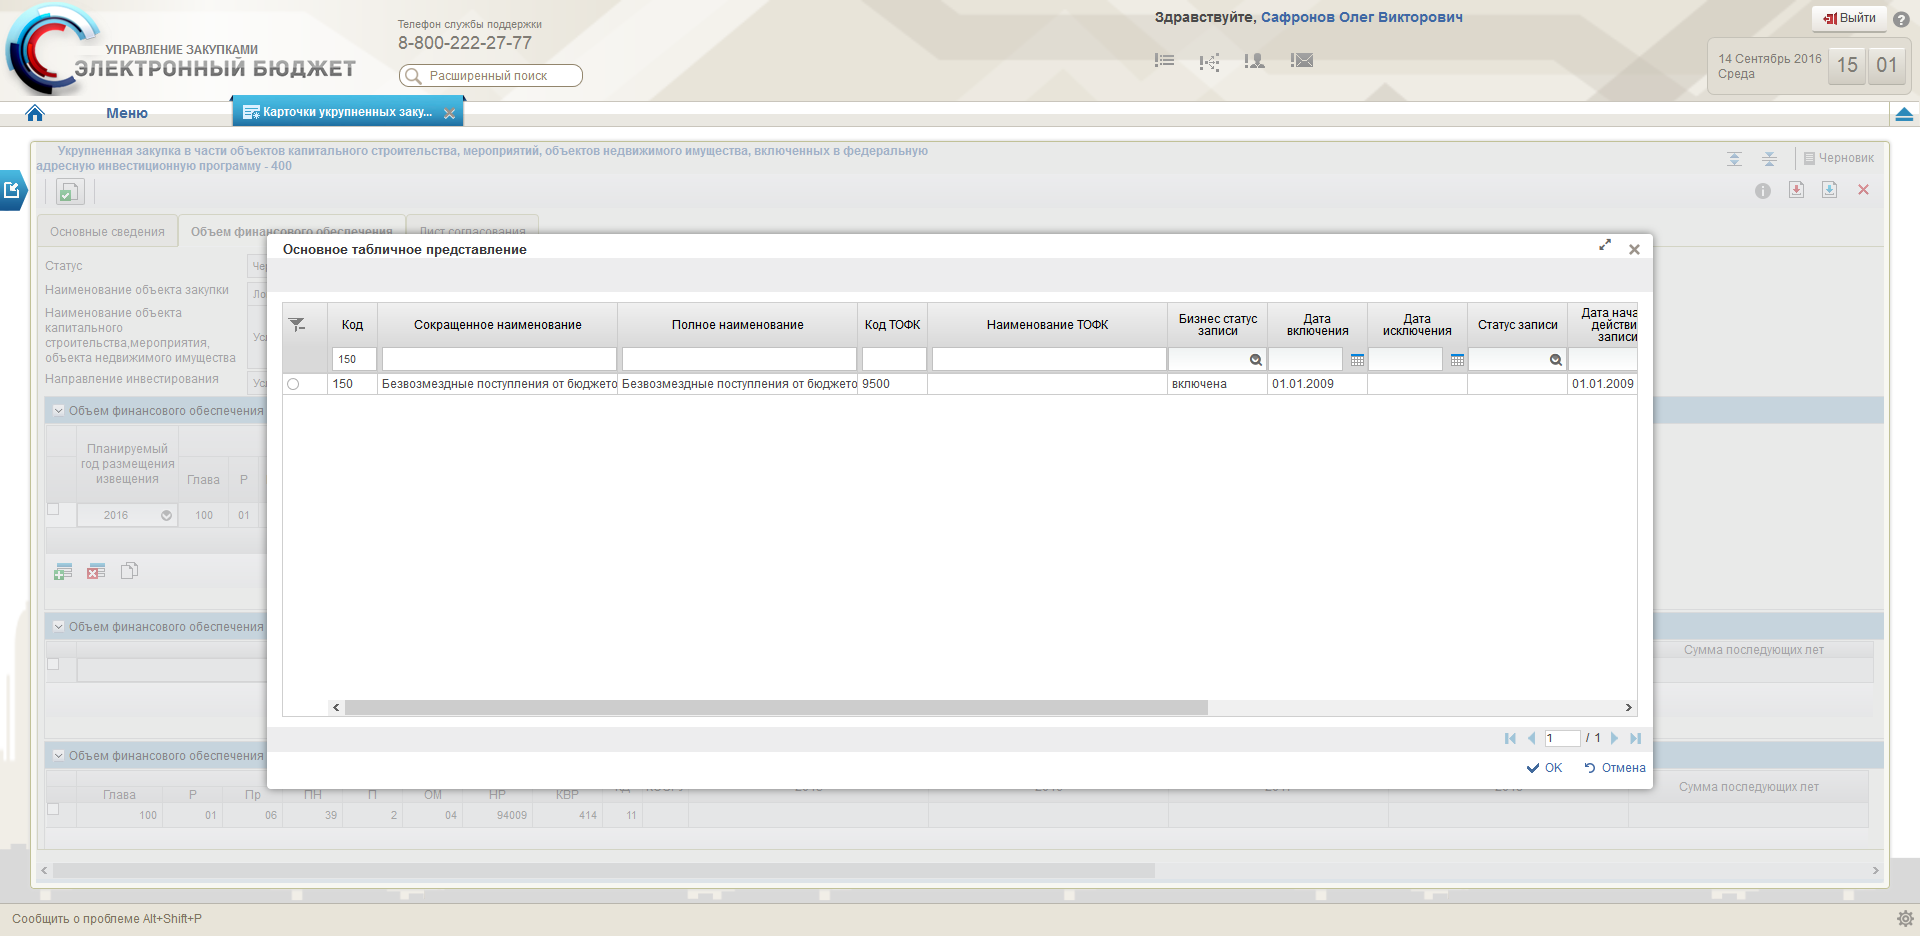 Телефон службы поддержки
8-800-222-27-77
Здравствуйте, Сафронов Олег Викторович
Выйти
УПРАВЛЕНИЕ ЗАКУПКАМИ
ЭЛЕКТРОННЫЙ БЮДЖЕТ
Расширенный поиск
14 Сентябрь 2016
Среда
15 01
Меню
Карточки укрупненных заку...
Укрупненная закупка в части объектов капитального строительства, мероприятий, объектов недвижимого имущества, включенных в федеральную
адресную инвестиционную программу - 400
Черновик
Основные сведения
Объем финансового обеспечения
Лист согласования
Статус
Че
Наименование объекта закупки
Ло
Наименование объекта
капитального
строительства,мероприятия,
объекта недвижимого имущества
Ус
Направление инвестирования
Ус
Объем финансового обеспечения
Планируемый
год размещения
извещения
Глава
Р
2016
100
01
Объем финансового обеспечения
Сумма последующих лет
Объем финансового обеспечения
Глава Р Пр ПН П ОМ НР КВР
Сумма последующих лет
100 01 06 39 2 04 94009 414 11
Основное табличное представление
Код
Сокращенное наименование
Полное наименование
Код ТОФК
Наименование ТОФК
Бизнес статус
записи
Дата
включения
Дата
исключения
Статус записи
Дата нача
действи
записи
150
150
Безвозмездные поступления от бюджето
Безвозмездные поступления от бюджето
9500
включена
01.01.2009
01.01.2009
1 / 1
OK
Отмена
Сообщить о проблеме Alt+Shift+P